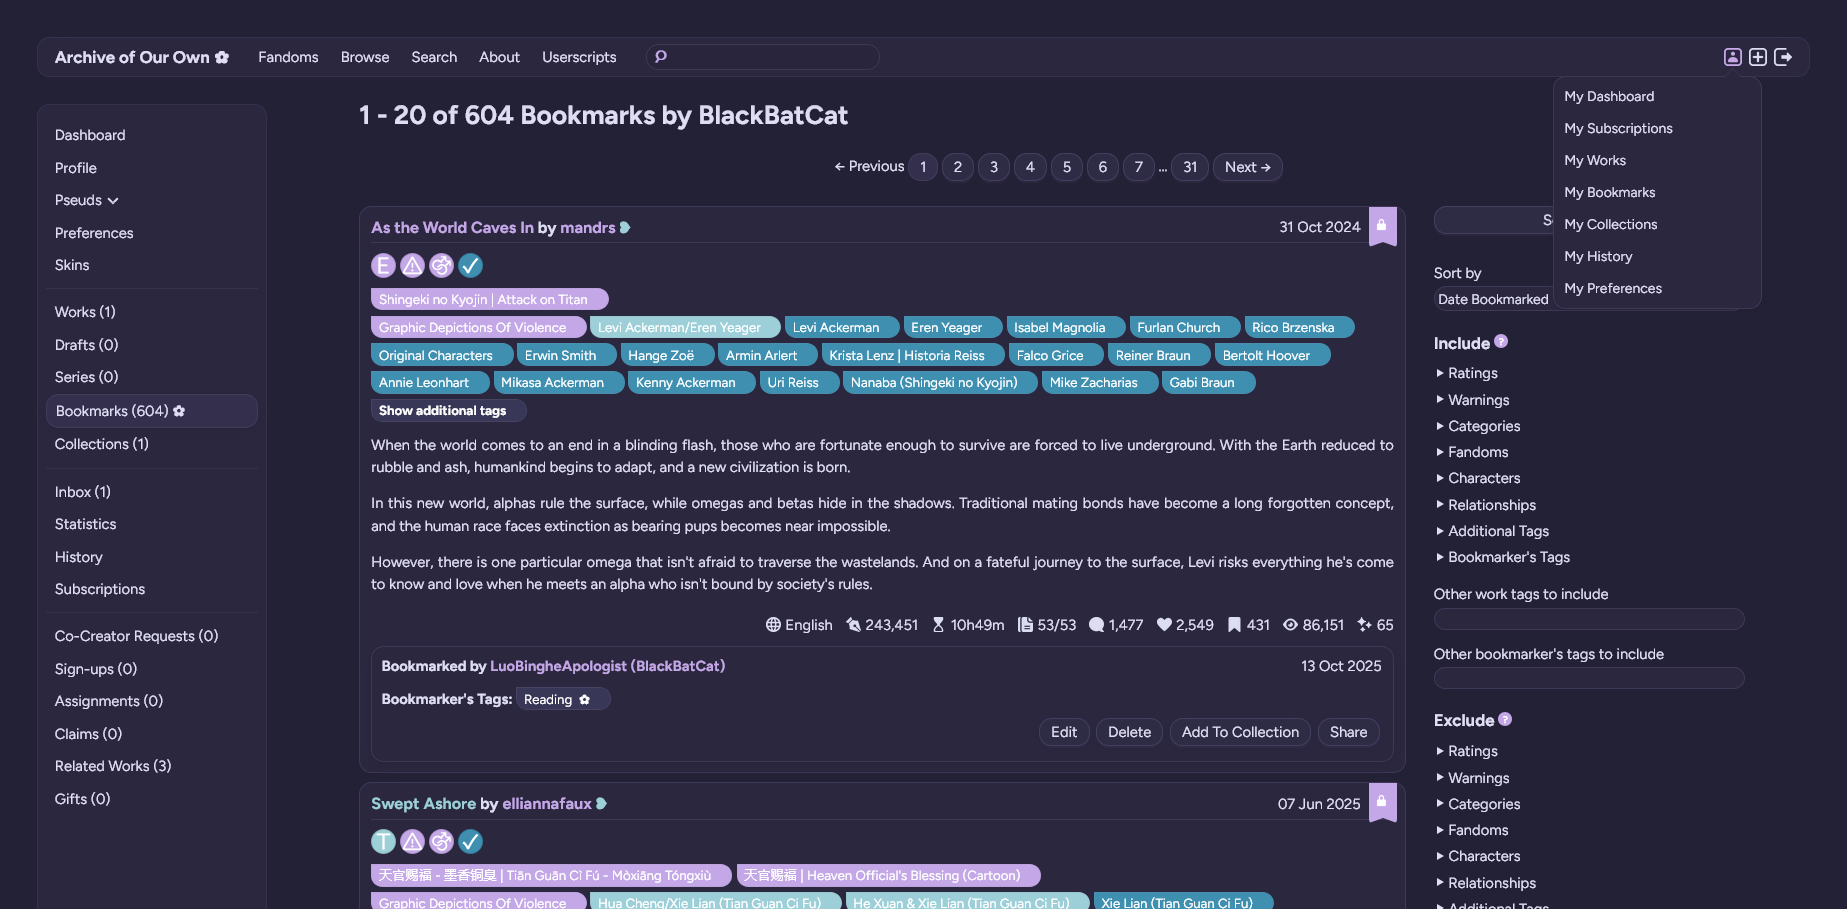 Archive of Our Own
Fandoms
Browse
Search
About
Userscripts
My Dashboard
My Subscriptions
My Works
My Bookmarks
My Collections
My History
My Preferences
Dashboard
Profile
Pseuds
Preferences
Skins
Works (1)
Drafts (0)
Series (0)
Bookmarks (604)
Collections (1)
Inbox (1)
Statistics
History
Subscriptions
Co-Creator Requests (0)
Sign-ups (0)
Assignments (0)
Claims (0)
Related Works (3)
Gifts (0)
1 - 20 of 604 Bookmarks by BlackBatCat
← Previous 1 2 3 4 5 6 7 ... 31 Next →
As the World Caves In by mandrs
31 Oct 2024
E
Shingeki no Kyojin | Attack on Titan
Graphic Depictions Of Violence Levi Ackerman/Eren Yeager Levi Ackerman Eren Yeager Isabel Magnolia Furlan Church Rico Brzenska
Original Characters Erwin Smith Hange Zoë Armin Arlert Krista Lenz | Historia Reiss Falco Grice Reiner Braun Bertolt Hoover
Annie Leonhart Mikasa Ackerman Kenny Ackerman Uri Reiss Nanaba (Shingeki no Kyojin) Mike Zacharias Gabi Braun
Show additional tags
When the world comes to an end in a blinding flash, those who are fortunate enough to survive are forced to live underground. With the Earth reduced to
rubble and ash, humankind begins to adapt, and a new civilization is born.
In this new world, alphas rule the surface, while omegas and betas hide in the shadows. Traditional mating bonds have become a long forgotten concept,
and the human race faces extinction as bearing pups becomes near impossible.
However, there is one particular omega that isn't afraid to traverse the wastelands. And on a fateful journey to the surface, Levi risks everything he's come
to know and love when he meets an alpha who isn't bound by society's rules.
English 243,451 10h49m 53/53 1,477 2,549 431 86,151 65
Bookmarked by LuoBingheApologist (BlackBatCat)
13 Oct 2025
Bookmarker's Tags: Reading
Edit Delete Add To Collection Share
Swept Ashore by elliannafaux
07 Jun 2025
T
天官赐福 - 墨香铜臭 | Tiān Guān Cì Fú - Mòxiāng Tóngxiù 天官赐福 | Heaven Official's Blessing (Cartoon)
Graphic Depictions Of Violence Hua Cheng/Xie Lian (Tian Guan Ci Fu) He Xuan & Xie Lian (Tian Guan Ci Fu) Xie Lian (Tian Guan Ci Fu)
Sort by
Date Bookmarked
Include ?
Ratings
Warnings
Categories
Fandoms
Characters
Relationships
Additional Tags
Bookmarker's Tags
Other work tags to include
Other bookmarker's tags to include
Exclude ?
Ratings
Warnings
Categories
Fandoms
Characters
Relationships
Additional Tags